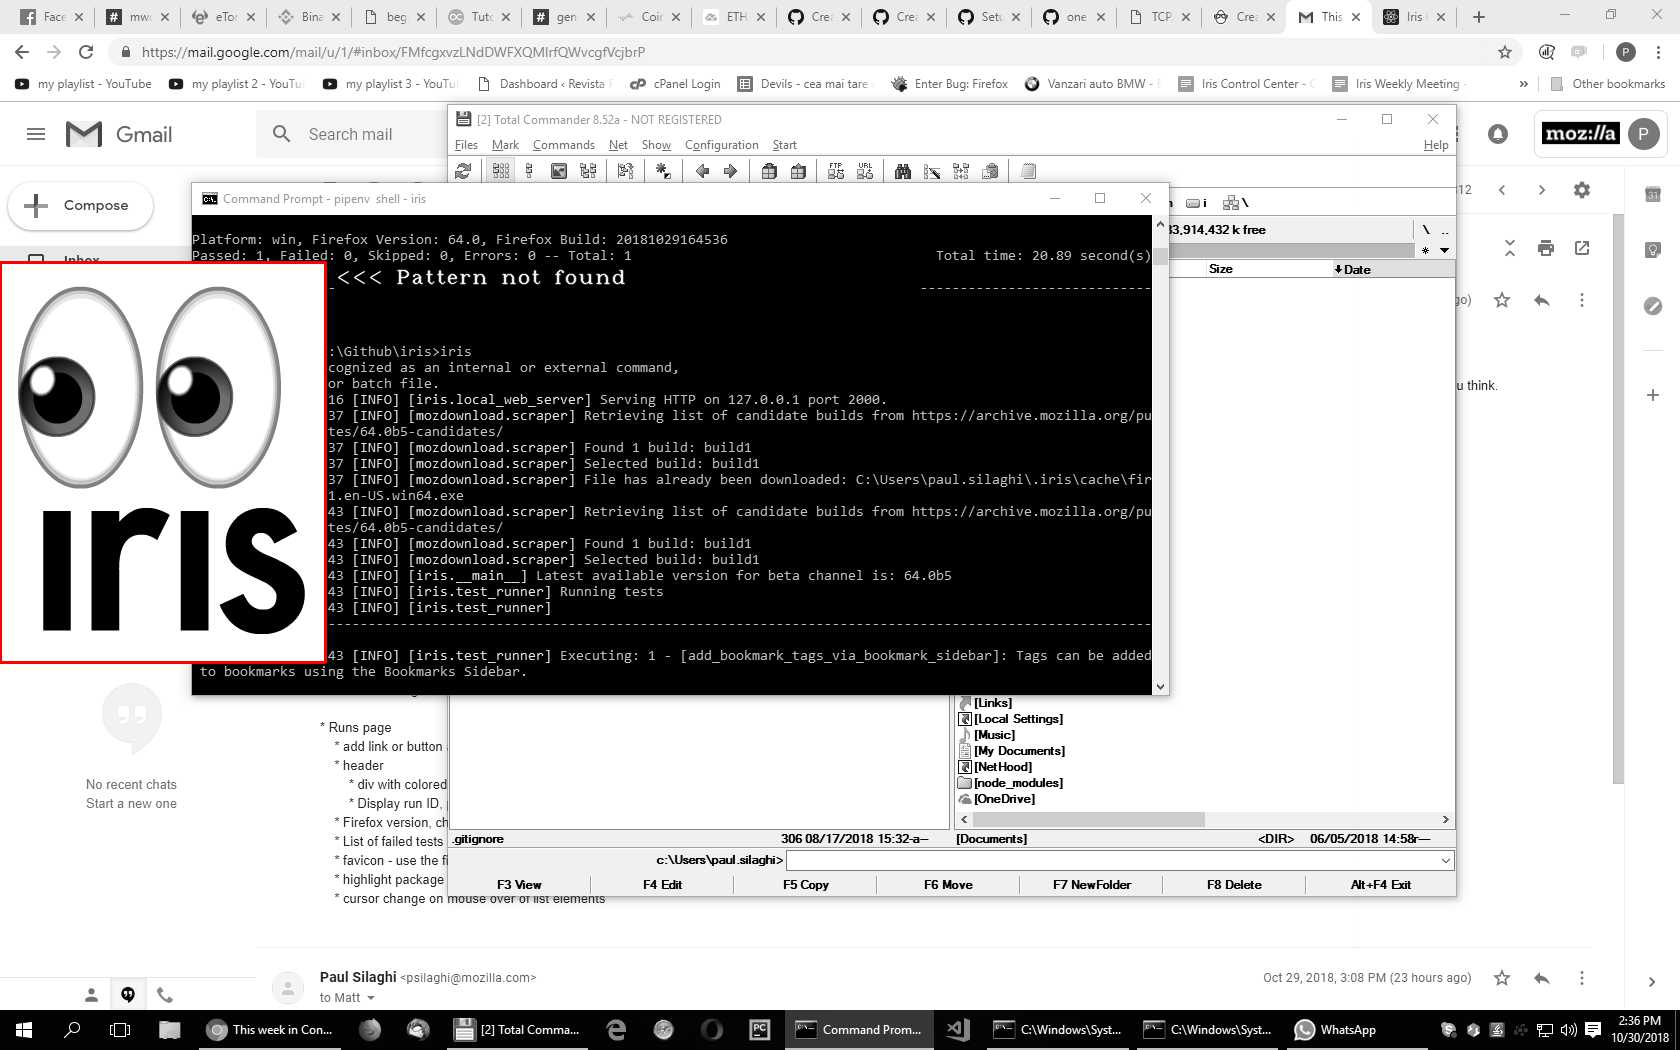 Face
mwo
eTor
Bina
beg
Tuto
gen
Coin
ETH
Crea
Crea
Setu
one
TCP
Crea
This
Iris
https://mail.google.com/mail/u/1/#inbox/FMfcgxvzLNdDWFXQMlrfQWvcgfVcjbrP
my playlist - YouTube
my playlist 2 - YouTu
my playlist 3 - YouTu
Dashboard ‹ Revista
cPanel Login
Devils - cea mai tare
Enter Bug: Firefox
Vanzari auto BMW -
Iris Control Center -
Iris Weekly Meeting -
» Other bookmarks
Gmail
Search mail
moz://a P
[2] Total Commander 8.52a - NOT REGISTERED
Files Mark Commands Net Show Configuration Start Help
FTP URL
Compose
Inbox
i \
33,914,432 k free \ ..
* 
Size Date
Command Prompt - pipenv shell - iris
Platform: win, Firefox Version: 64.0, Firefox Build: 20181029164536
Passed: 1, Failed: 0, Skipped: 0, Errors: 0 -- Total: 1 Total time: 20.89 second(s)
<<< Pattern not found
:\Github\iris>iris
cognized as an internal or external command,
or batch file.
16 [INFO] [iris.local_web_server] Serving HTTP on 127.0.0.1 port 2000.
37 [INFO] [mozdownload.scraper] Retrieving list of candidate builds from https://archive.mozilla.org/pu
tes/64.0b5-candidates/
37 [INFO] [mozdownload.scraper] Found 1 build: build1
37 [INFO] [mozdownload.scraper] Selected build: build1
37 [INFO] [mozdownload.scraper] File has already been downloaded: C:\Users\paul.silaghi\.iris\cache\fir
1.en-US.win64.exe
43 [INFO] [mozdownload.scraper] Retrieving list of candidate builds from https://archive.mozilla.org/pu
tes/64.0b5-candidates/
43 [INFO] [mozdownload.scraper] Found 1 build: build1
43 [INFO] [mozdownload.scraper] Selected build: build1
43 [INFO] [iris.__main__] Latest available version for beta channel is: 64.0b5
43 [INFO] [iris.test_runner] Running tests
43 [INFO] [iris.test_runner]
43 [INFO] [iris.test_runner] Executing: 1 - [add_bookmark_tags_via_bookmark_sidebar]: Tags can be added
to bookmarks using the Bookmarks Sidebar.
iris
12
go)
u think.
31
[Links]
[Local Settings]
[Music]
[My Documents]
[NetHood]
[node_modules]
[OneDrive]
No recent chats
Start a new one
* Runs page
* add link or button
* header
* div with colored
* Display run ID,
* Firefox version, ch
* List of failed tests
* favicon - use the fi
* highlight package
* cursor change on mouse over of list elements
.gitignore 306 08/17/2018 15:32 -a--
[Documents] <DIR> 06/05/2018 14:58 r---
c:\Users\paul.silaghi>
F3 View F4 Edit F5 Copy F6 Move F7 NewFolder F8 Delete Alt+F4 Exit
Paul Silaghi <psilaghi@mozilla.com> Oct 29, 2018, 3:08 PM (23 hours ago)
to Matt
This week in Con...
[2] Total Comma...
PC
Command Prom...
C:\Windows\Syst...
C:\Windows\Syst...
WhatsApp
2:36 PM
10/30/2018